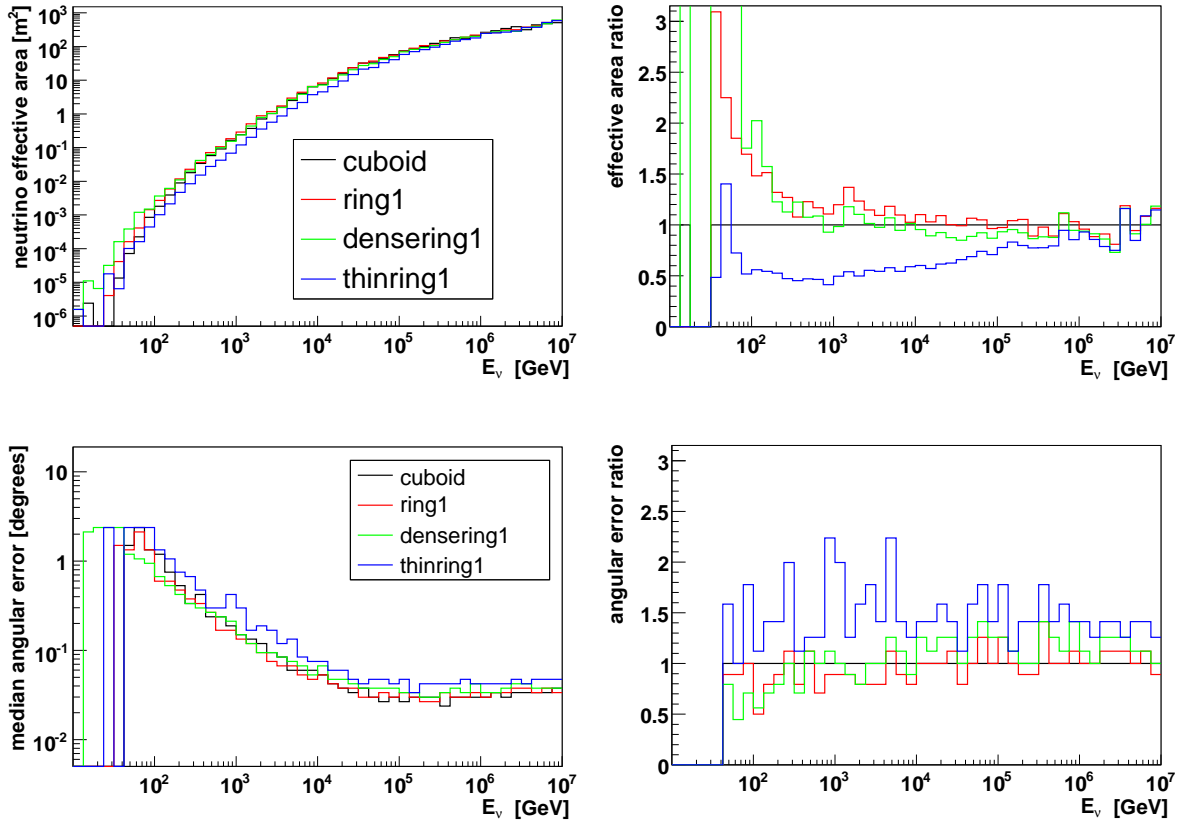 neutrino effective area [m²]
10³
10²
10
1
10⁻¹
10⁻²
10⁻³
10⁻⁴
10⁻⁵
10⁻⁶
cuboid
ring1
densering1
thinring1
10² 10³ 10⁴ 10⁵ 10⁶ 10⁷
E_ν [GeV]
effective area ratio
3
2.5
2
1.5
1
0.5
0
10² 10³ 10⁴ 10⁵ 10⁶ 10⁷
E_ν [GeV]
median angular error [degrees]
10
1
10⁻¹
10⁻²
cuboid
ring1
densering1
thinring1
10² 10³ 10⁴ 10⁵ 10⁶ 10⁷
E_ν [GeV]
angular error ratio
3
2.5
2
1.5
1
0.5
0
10² 10³ 10⁴ 10⁵ 10⁶ 10⁷
E_ν [GeV]